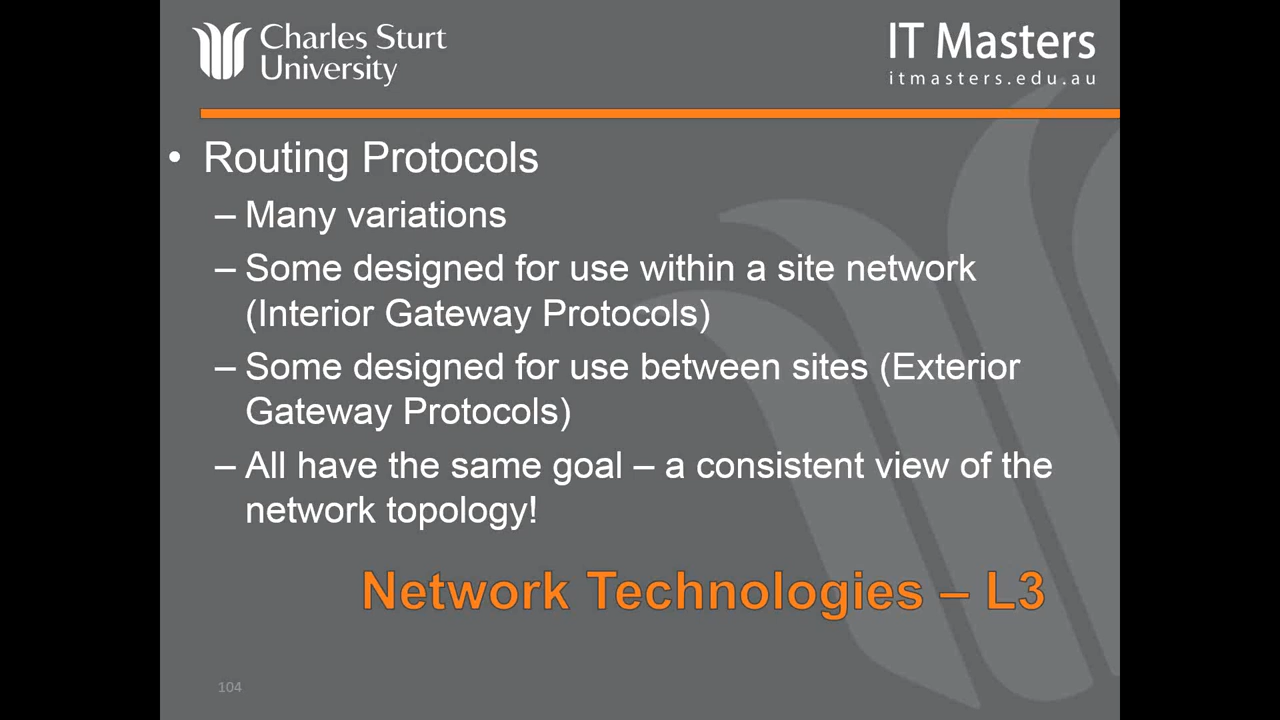 Charles Sturt
University
IT Masters
itmasters.edu.au
• Routing Protocols
– Many variations
– Some designed for use within a site network
(Interior Gateway Protocols)
– Some designed for use between sites (Exterior
Gateway Protocols)
– All have the same goal – a consistent view of the
network topology!
Network Technologies – L3
104